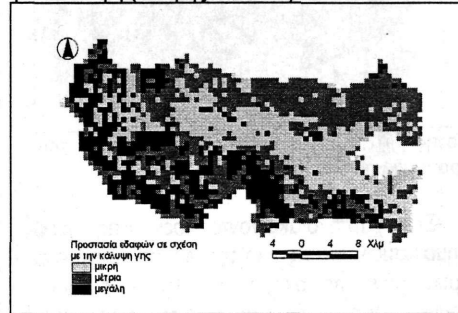 Προστασία εδαφών σε σχέση
με την κάλυψη γης
μικρή
μέτρια
μεγάλη
4 0 4 8 Χλμ